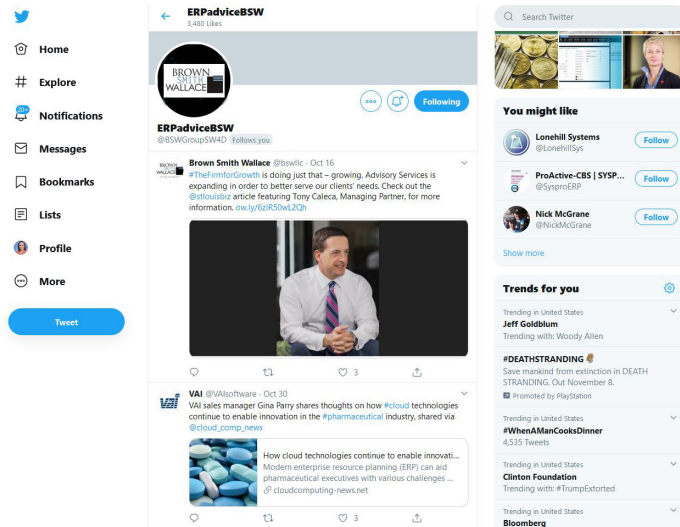 Home
Explore
20+
Notifications
Messages
Bookmarks
Lists
Profile
More
Tweet
ERPadviceBSW
3,480 Likes
BROWN
SMITH
WALLACE
Following
ERPadviceBSW
@BSWGroupSW4D Follows you
BROWN
SMITH
WALLACE
Brown Smith Wallace @bswllc · Oct 16
#TheFirmforGrowth is doing just that – growing. Advisory Services is
expanding in order to better serve our clients' needs. Check out the
@stlouisbiz article featuring Tony Caleca, Managing Partner, for more
information. ow.ly/6zIR50wL2Qh
3
vai
VAI @VAIsoftware · Oct 30
VAI sales manager Gina Parry shares thoughts on how #cloud technologies
continue to enable innovation in the #pharmaceutical industry, shared via
@cloud_comp_news
How cloud technologies continue to enable innovati...
Modern enterprise resource planning (ERP) can aid
pharmaceutical executives with various challenges ...
cloudcomputing-news.net
3
Search Twitter
You might like
Lonehill Systems
@LonehillSys
Follow
ProActive-CBS | SYSP...
@SysproERP
Follow
Nick McGrane
@NickMcGrane
Follow
Show more
Trends for you
Trending in United States
Jeff Goldblum
Trending with: Woody Allen
#DEATHSTRANDING
Save mankind from extinction in DEATH
STRANDING. Out November 8.
Promoted by PlayStation
Trending in United States
#WhenAManCooksDinner
4,535 Tweets
Trending in United States
Clinton Foundation
Trending with: #TrumpExtorted
Trending in United States
Bloomberg